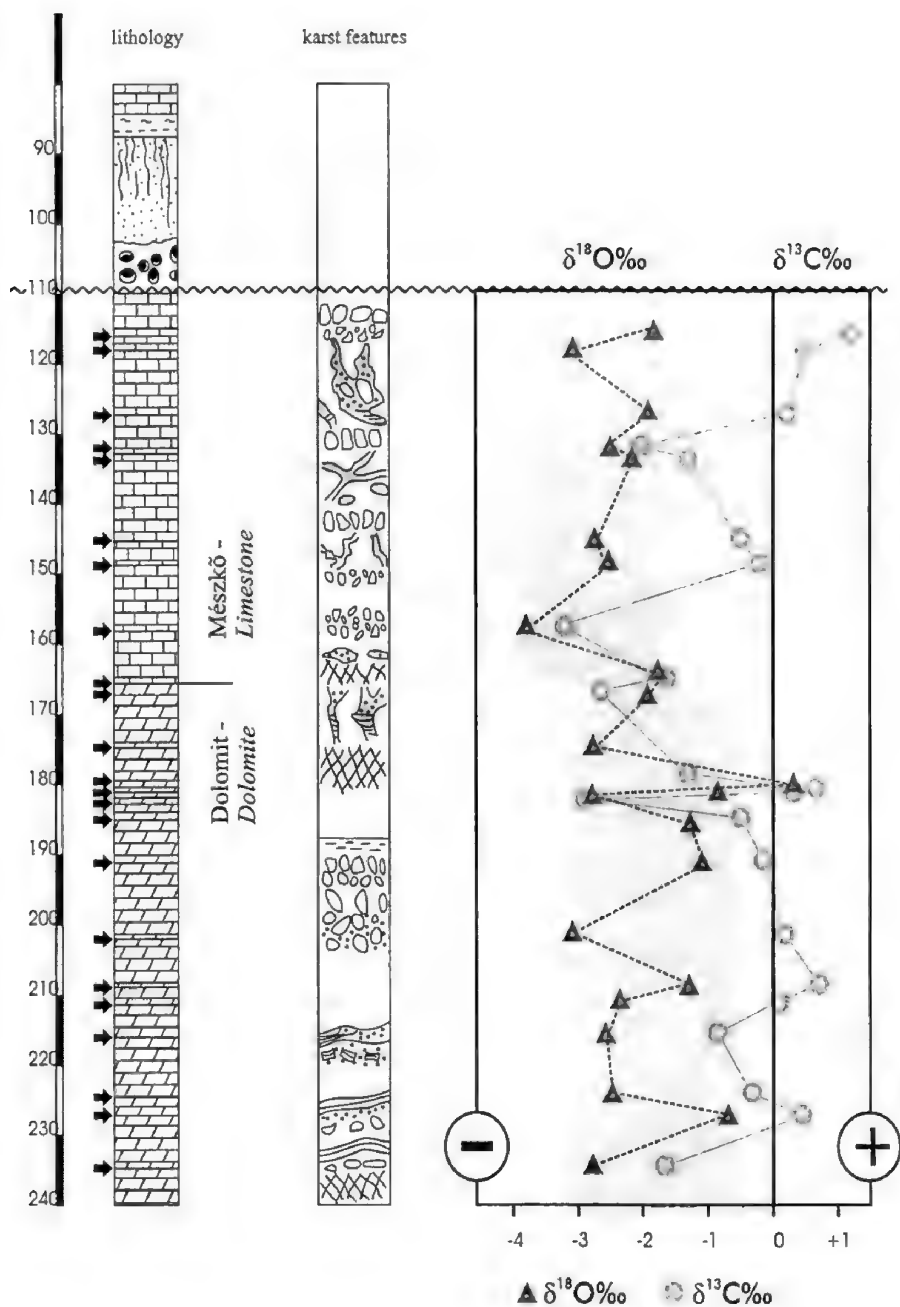 lithology
karst features
90
100
110
120
130
140
150
160
170
180
190
200
210
220
230
240
Mészkő -
Limestone
Dolomit -
Dolomite
δ18O‰
δ13C‰
-
+
-4
-3
-2
-1
0
+1
δ18O‰
δ13C‰